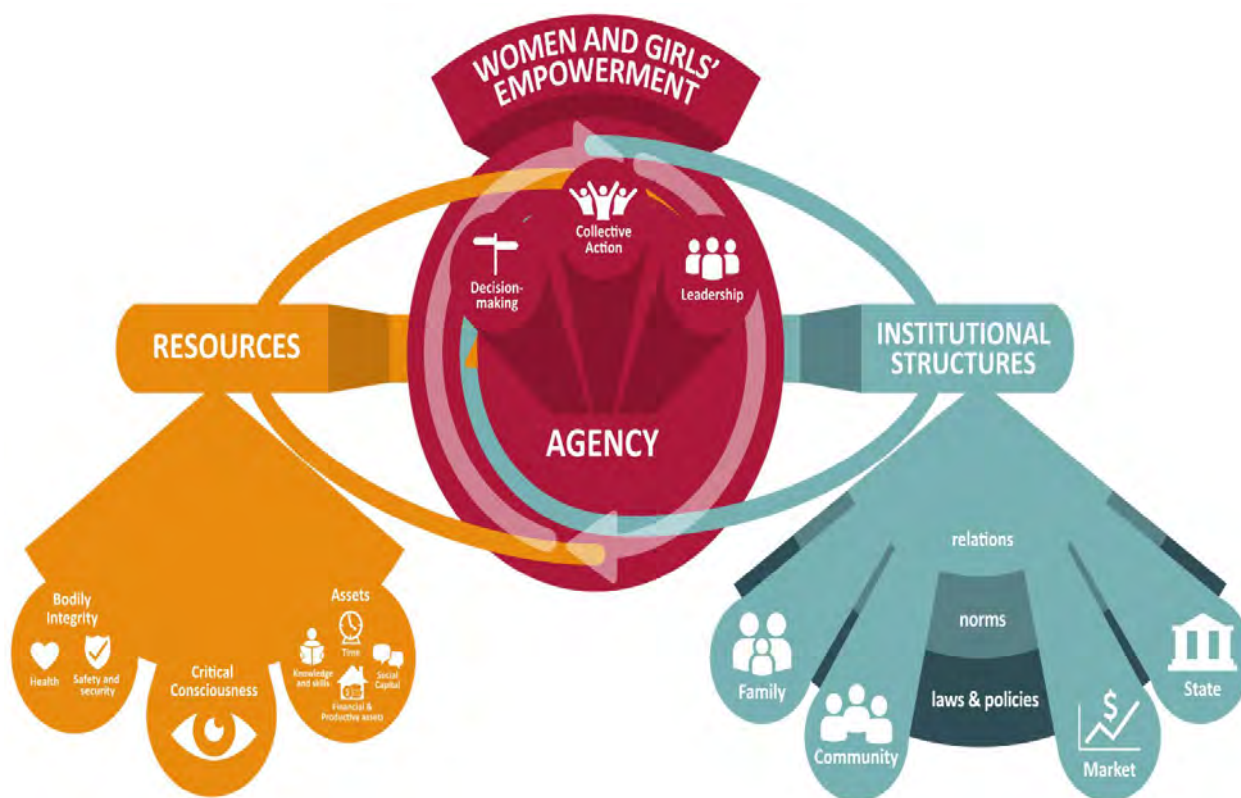 WOMEN AND GIRLS'
EMPOWERMENT
Collective
Action
Decision-
making
Leadership
RESOURCES
INSTITUTIONAL
STRUCTURES
AGENCY
relations
norms
laws & policies
Bodily
Integrity
Health
Safety and
security
Critical
Consciousness
Assets
Time
Knowledge
and skills
Social
Capital
Financial &
Productive assets
Family
Community
$
Market
State